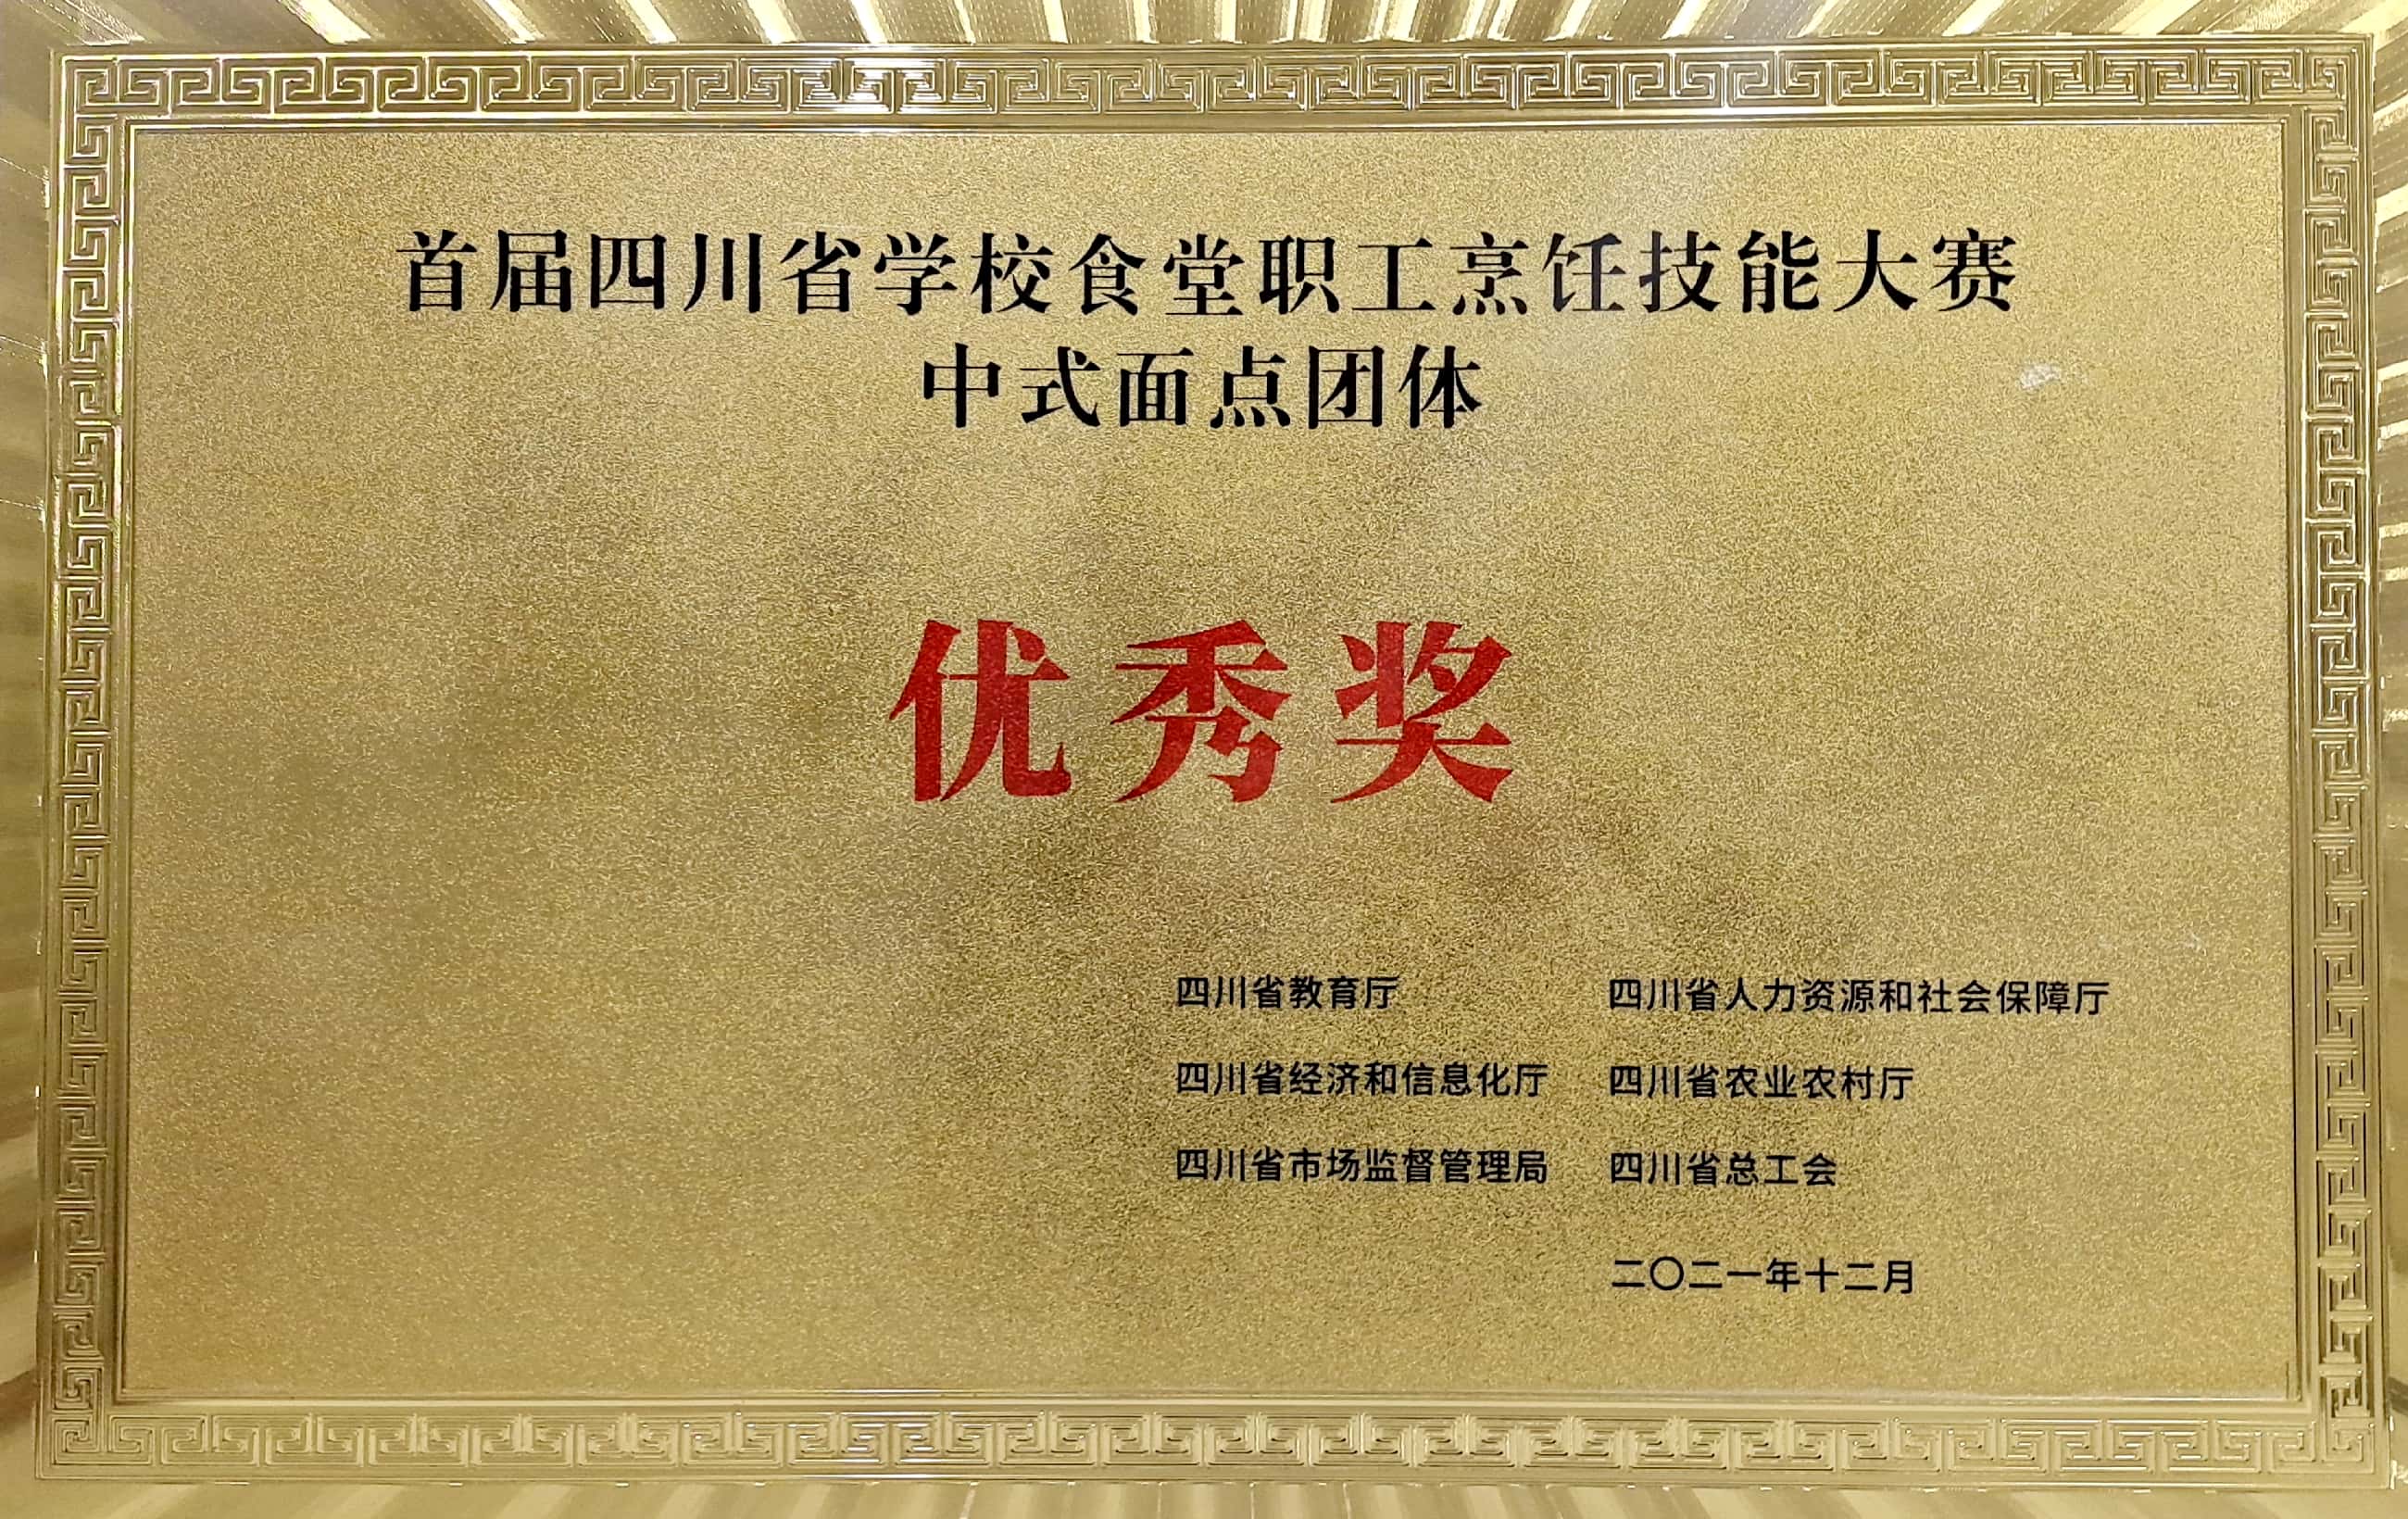 首届四川省学校食堂职工烹饪技能大赛
中式面点团体
优秀奖
四川省教育厅 四川省人力资源和社会保障厅
四川省经济和信息化厅 四川省农业农村厅
四川省市场监督管理局 四川省总工会
二〇二一年十二月